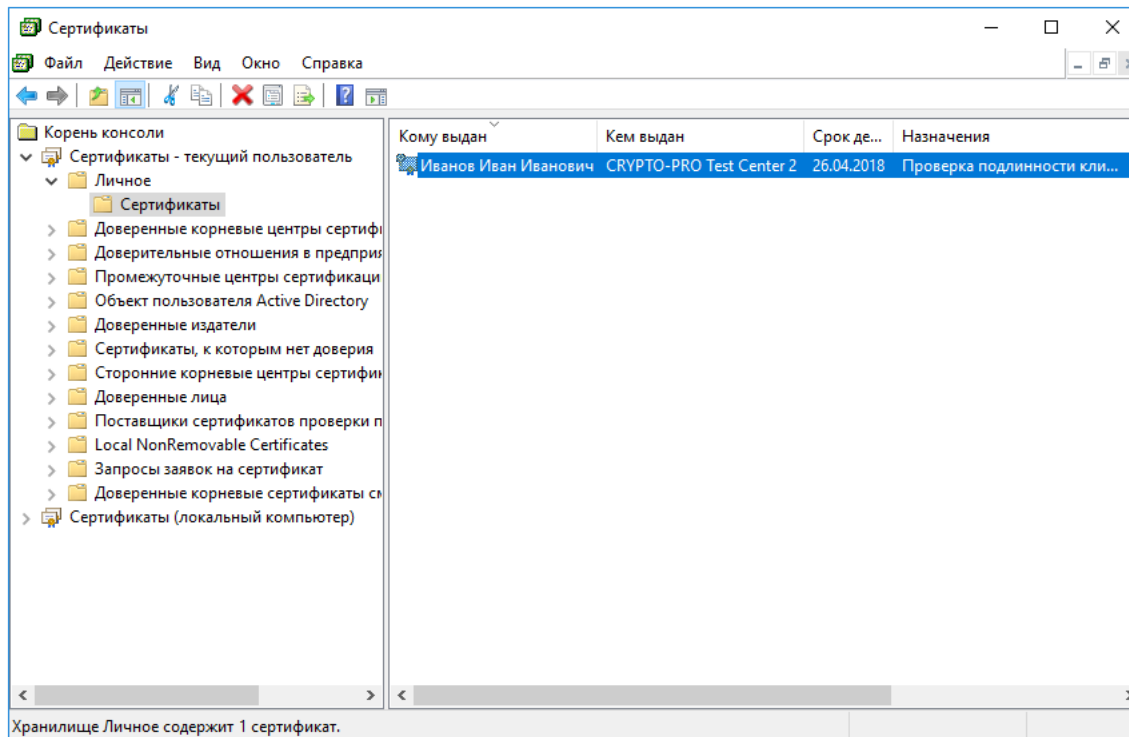 Сертификаты
Файл Действие Вид Окно Справка
Корень консоли
Сертификаты - текущий пользователь
Личное
Сертификаты
Доверенные корневые центры сертифи
Доверительные отношения в предприя
Промежуточные центры сертификаци
Объект пользователя Active Directory
Доверенные издатели
Сертификаты, к которым нет доверия
Сторонние корневые центры сертифик
Доверенные лица
Поставщики сертификатов проверки п
Local NonRemovable Certificates
Запросы заявок на сертификат
Доверенные корневые сертификаты см
Сертификаты (локальный компьютер)
Кому выдан Кем выдан Срок де... Назначения
Иванов Иван Иванович CRYPTO-PRO Test Center 2 26.04.2018 Проверка подлинности кли...
Хранилище Личное содержит 1 сертификат.